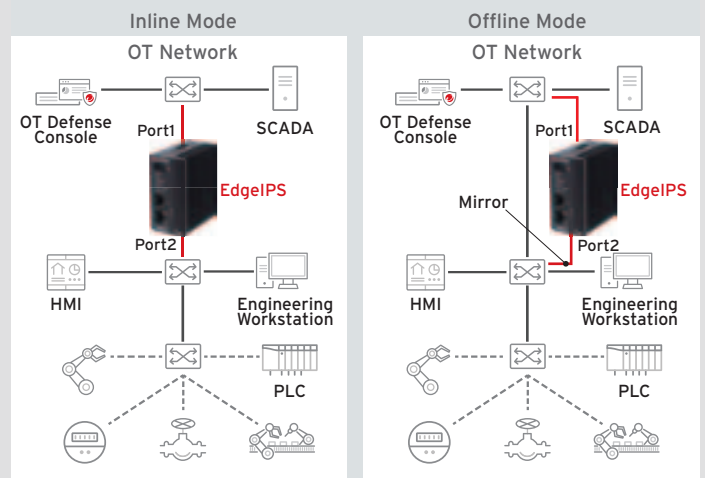 Inline Mode
OT Network
OT Defense
Console
Port1
SCADA
EdgeIPS
Port2
HMI
Engineering
Workstation
PLC
Offline Mode
OT Network
OT Defense
Console
Port1
SCADA
EdgeIPS
Mirror
Port2
HMI
Engineering
Workstation
PLC